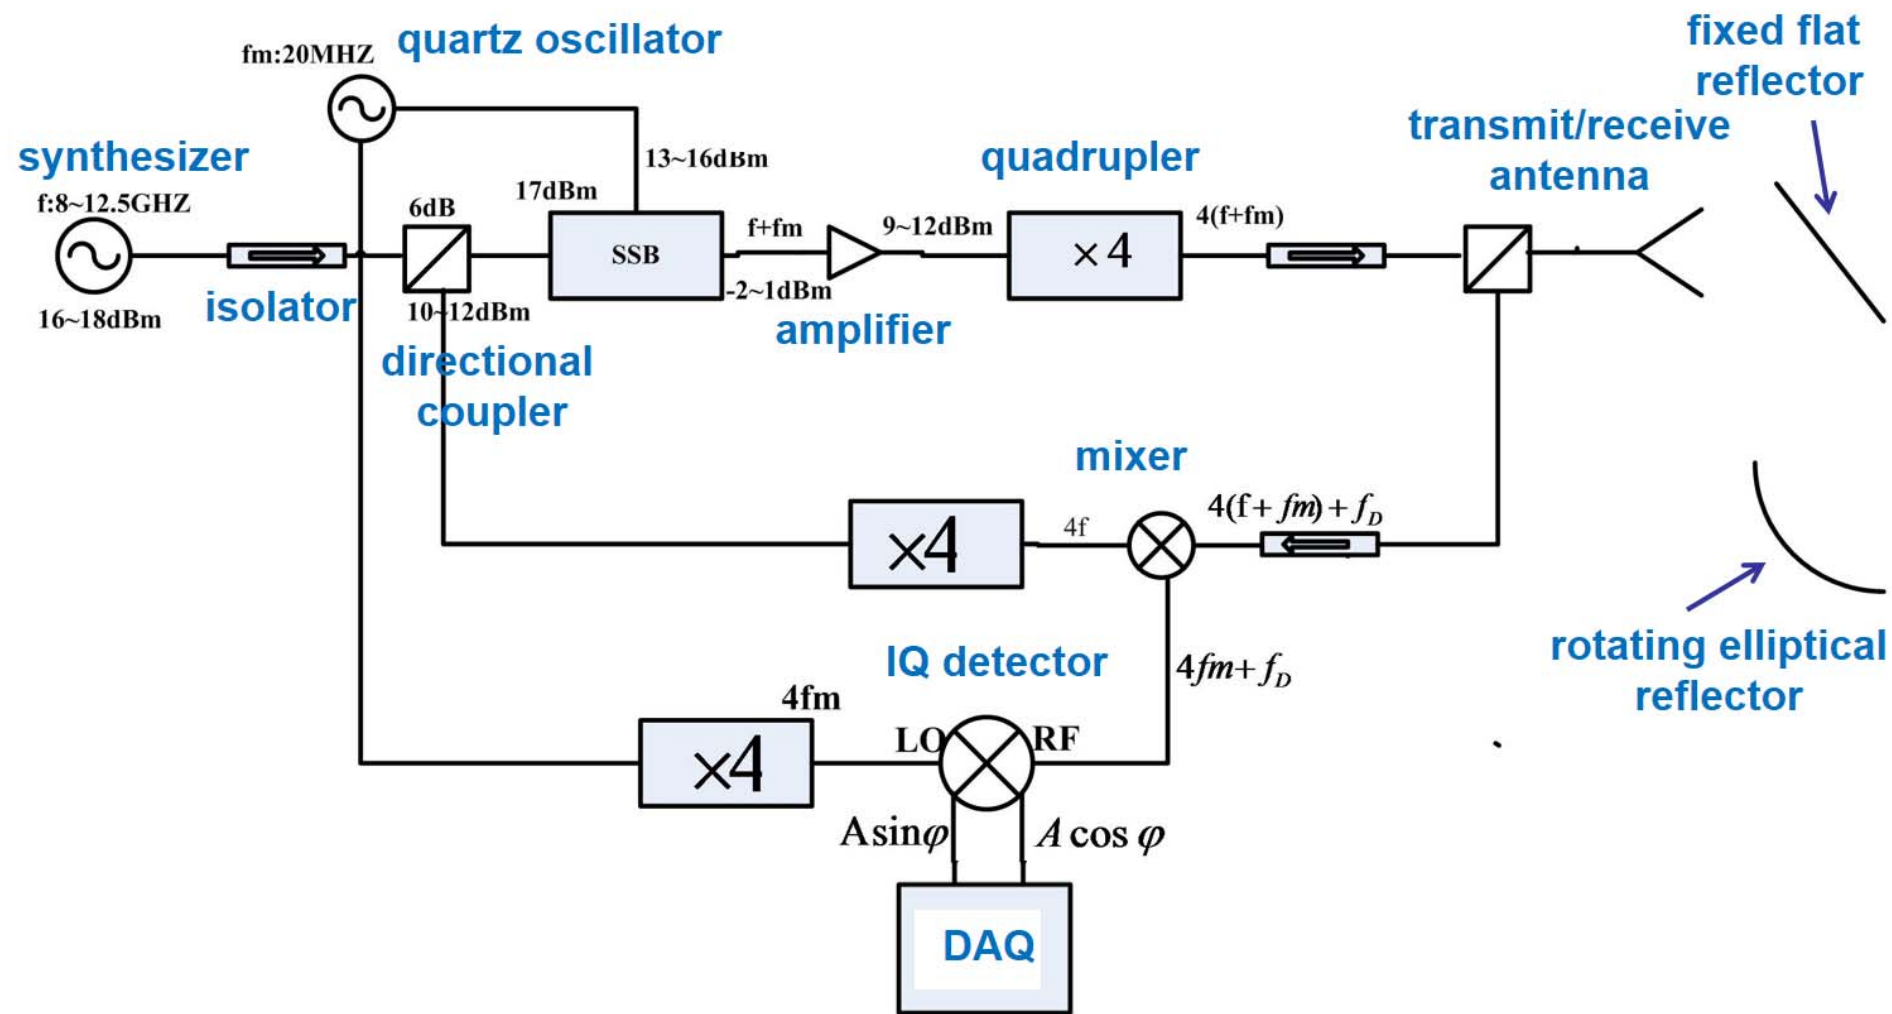 fm:20MHZ
quartz oscillator
fixed flat
reflector
synthesizer
f:8~12.5GHZ
13~16dBm
quadrupler
transmit/receive
antenna
17dBm
6dB
f+fm
9~12dBm
4(f+fm)
SSB
×4
16~18dBm
isolator
10~12dBm
-2~1dBm
amplifier
directional
coupler
mixer
×4
4f
4(f+fm)+f_D
IQ detector
4fm+f_D
rotating elliptical
reflector
4fm
×4
LO
RF
Asinφ
A cos φ
DAQ